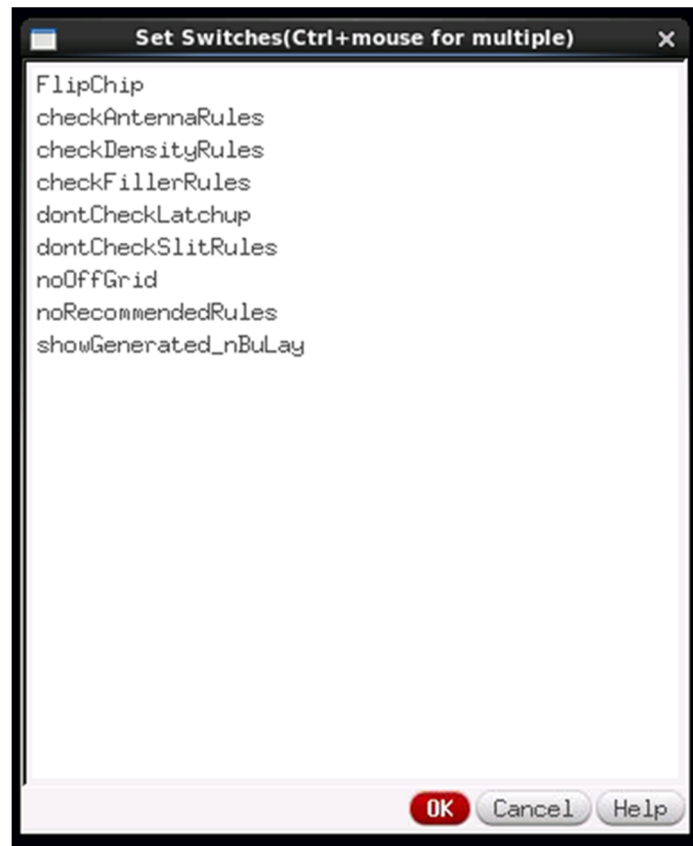 Set Switches(Ctrl+mouse for multiple)
FlipChip
checkAntennaRules
checkDensityRules
checkFillerRules
dontCheckLatchup
dontCheckSlitRules
noOffGrid
noRecommendedRules
showGenerated_nBuLay
OK Cancel Help